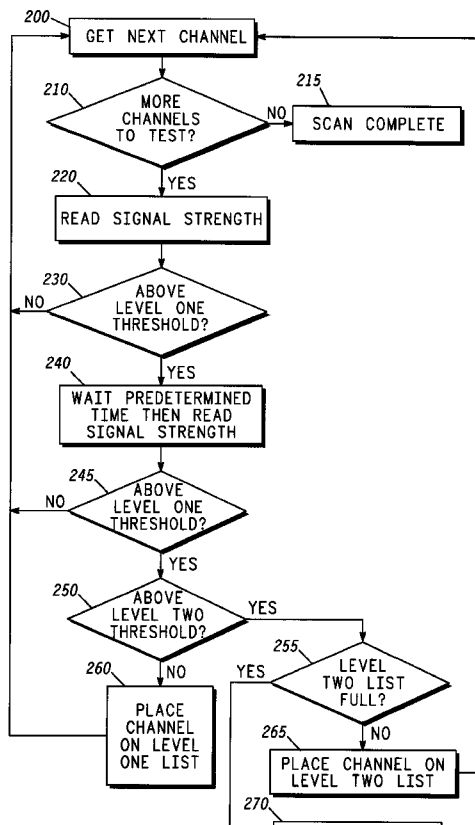 200
GET NEXT CHANNEL
210
MORE
CHANNELS
TO TEST?
NO
215
SCAN COMPLETE
YES
220
READ SIGNAL STRENGTH
230
ABOVE
LEVEL ONE
THRESHOLD?
NO
YES
240
WAIT PREDETERMINED
TIME THEN READ
SIGNAL STRENGTH
245
ABOVE
LEVEL ONE
THRESHOLD?
NO
YES
250
ABOVE
LEVEL TWO
THRESHOLD?
YES
NO
255
LEVEL
TWO LIST
FULL?
YES
NO
260
PLACE
CHANNEL
ON LEVEL
ONE LIST
265
PLACE CHANNEL ON
LEVEL TWO LIST
270